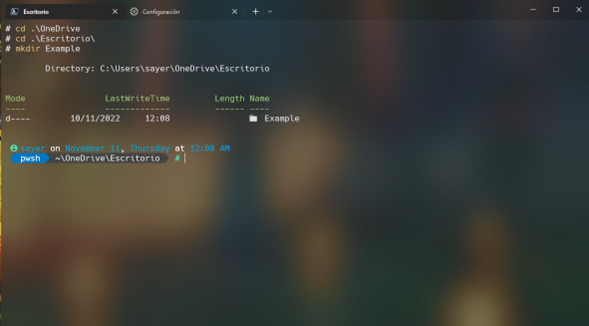 Escritorio
Configuración
# cd .\OneDrive
# cd .\Escritorio\
# mkdir Example
Directory: C:\Users\sayer\OneDrive\Escritorio
Mode LastWriteTime Length Name
---- ------------- ------ ----
d---- 10/11/2022 12:08 Example
sayer on November 11, Thursday at 12:08 AM
pwsh ~\OneDrive\Escritorio #